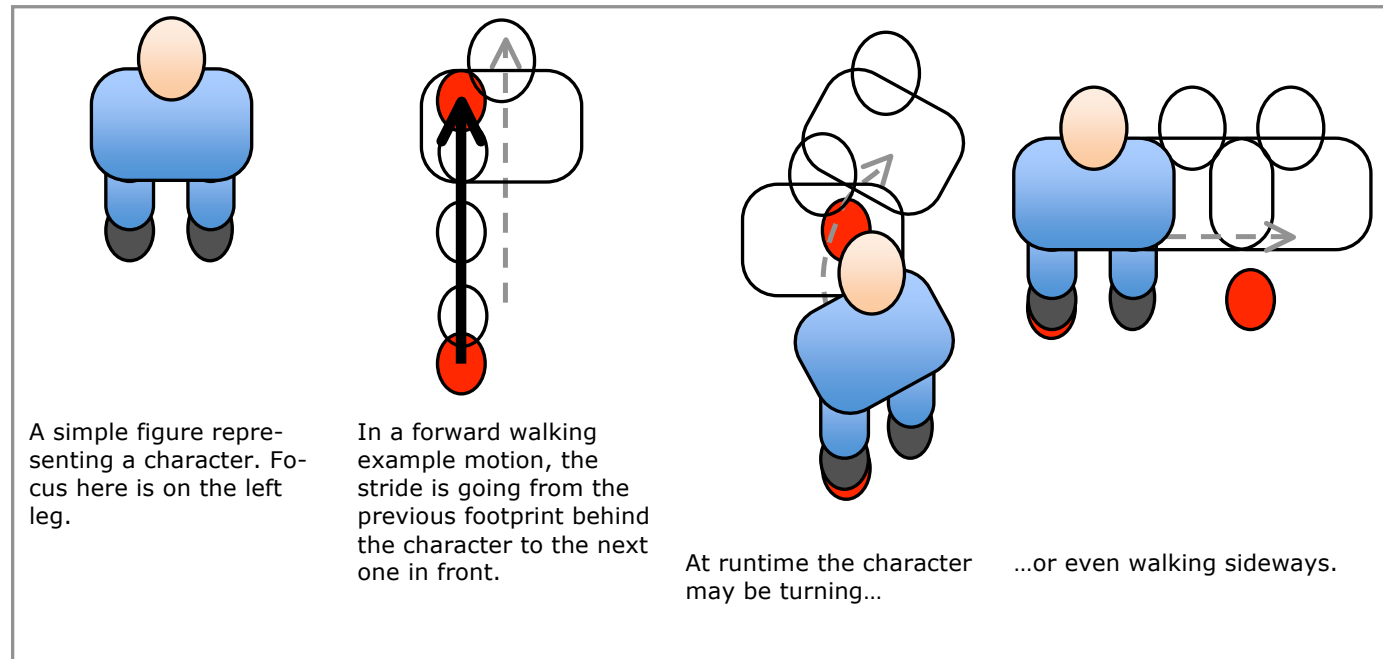 A simple figure repre-
senting a character. Fo-
cus here is on the left
leg.
In a forward walking
example motion, the
stride is going from the
previous footprint behind
the character to the next
one in front.
At runtime the character
may be turning…
…or even walking sideways.